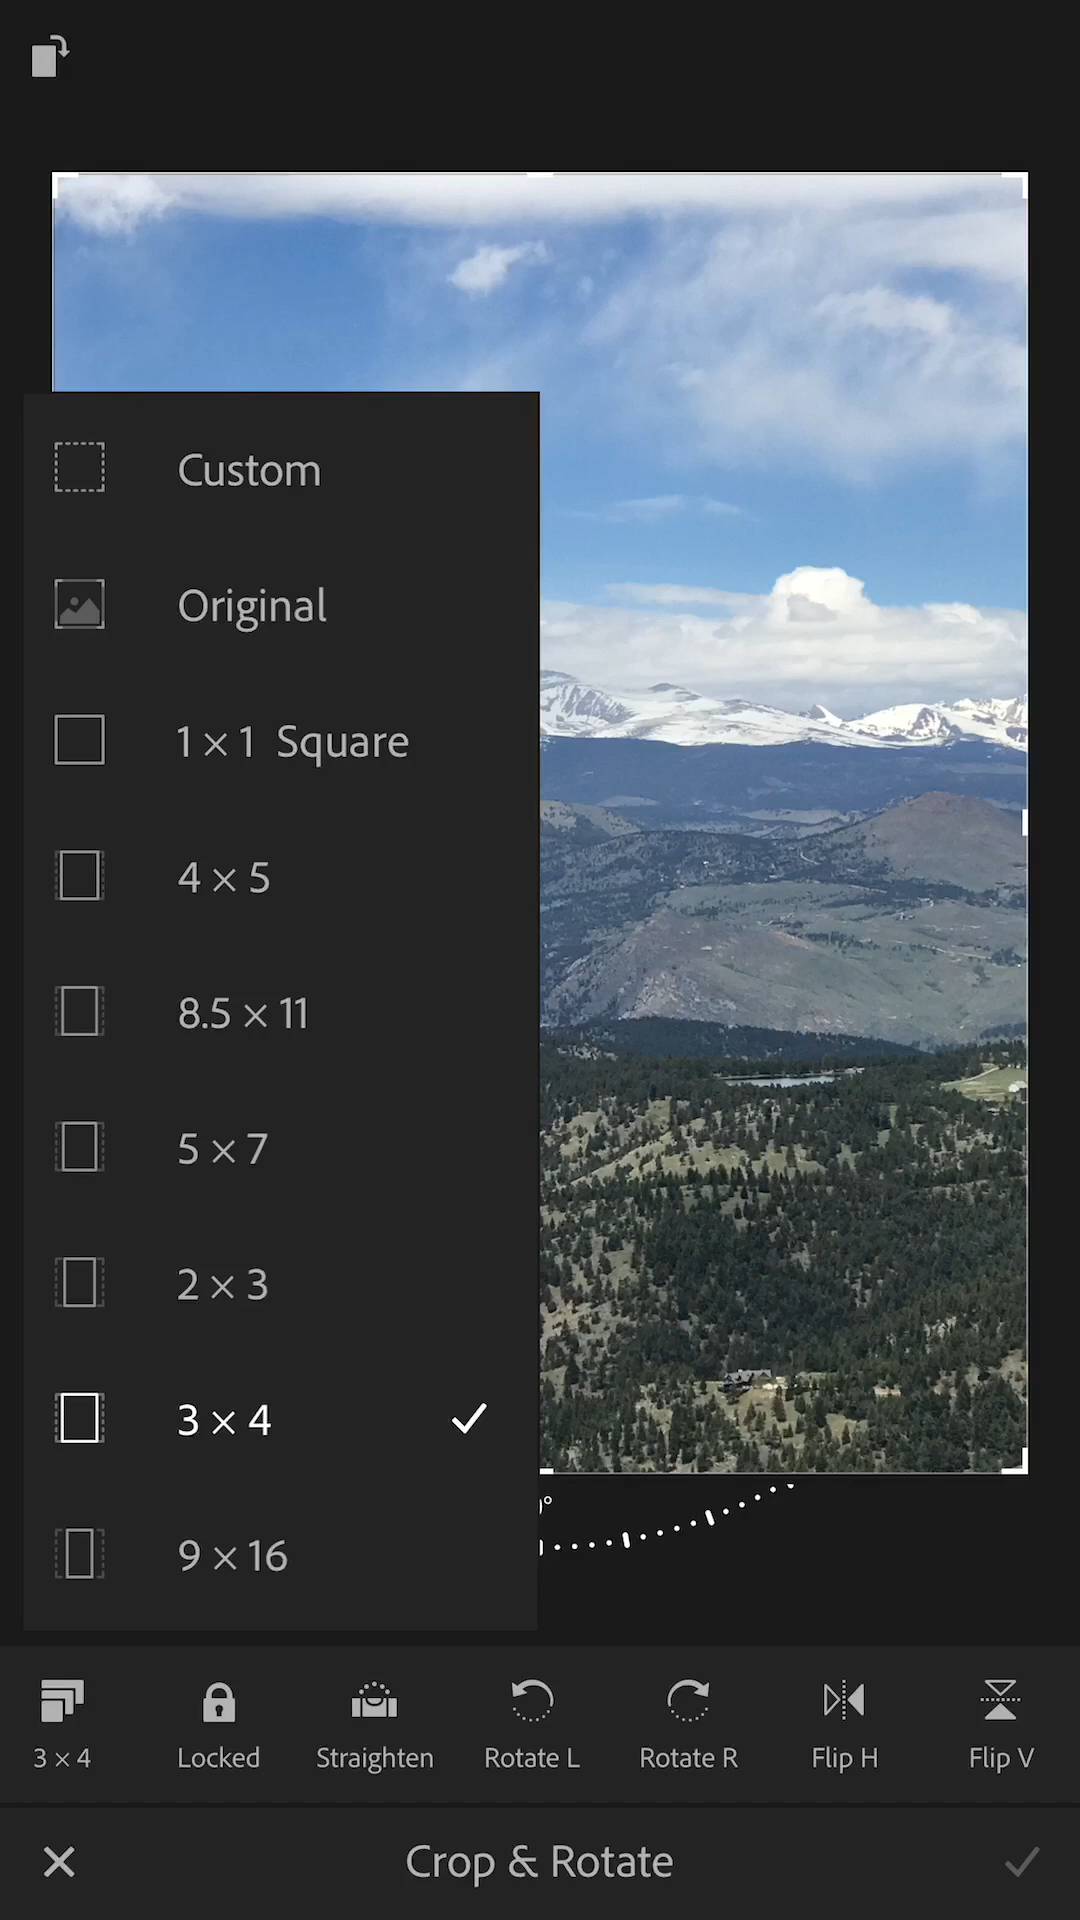 Custom
Original
1 × 1 Square
4 × 5
8.5 × 11
5 × 7
2 × 3
3 × 4
9 × 16
3 × 4
Locked
Straighten
Rotate L
Rotate R
Flip H
Flip V
Crop & Rotate